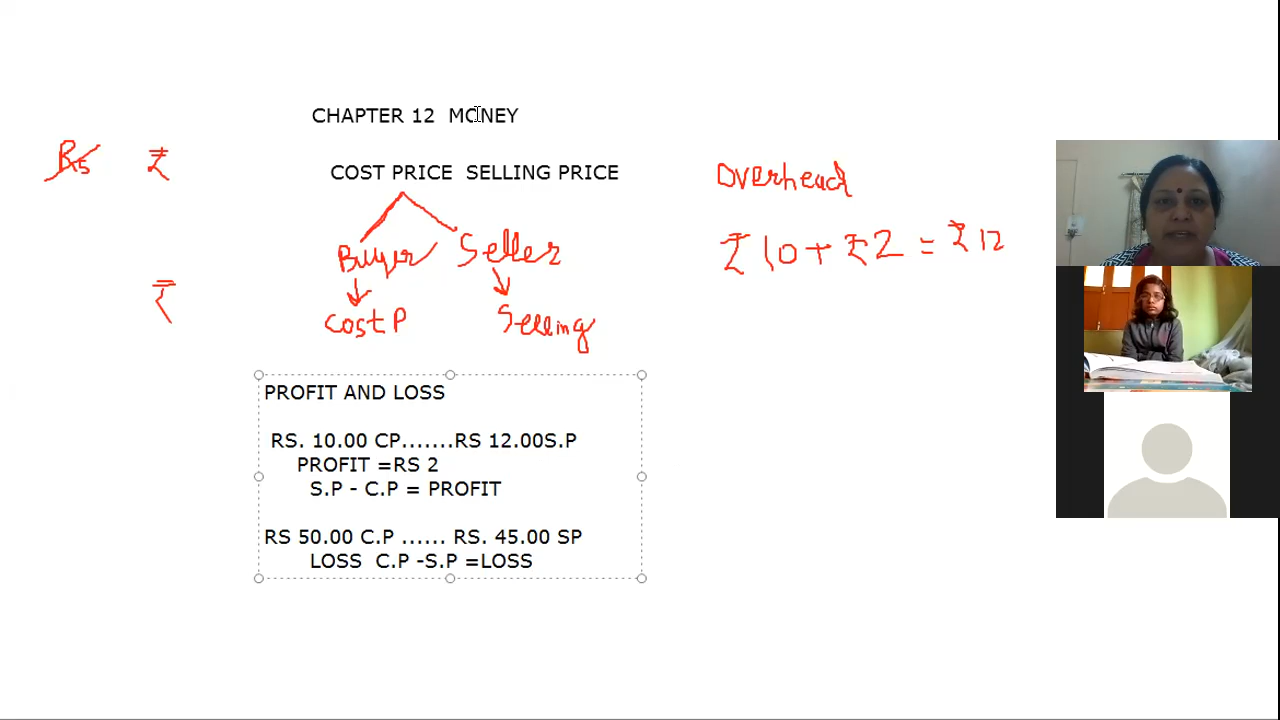 CHAPTER 12 MONEY
Rs ₹
COST PRICE SELLING PRICE
Overhead
Buyer Seller
₹ 10 + ₹ 2 = ₹ 12
₹
Cost P Selling
PROFIT AND LOSS
RS. 10.00 CP.......RS 12.00S.P
PROFIT =RS 2
S.P - C.P = PROFIT
RS 50.00 C.P ...... RS. 45.00 SP
LOSS C.P -S.P =LOSS